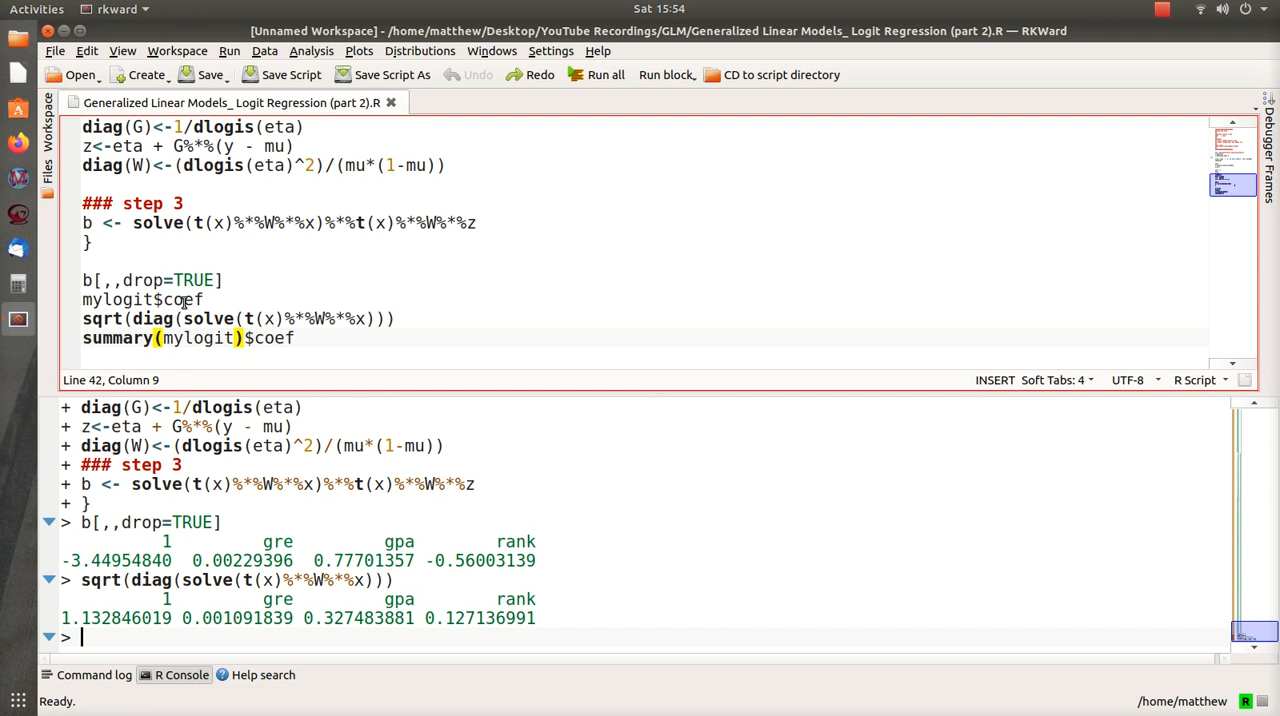 Activities rkward Sat 15:54
[Unnamed Workspace] - /home/matthew/Desktop/YouTube Recordings/GLM/Generalized Linear Models_ Logit Regression (part 2).R — RKWard
File Edit View Workspace Run Data Analysis Plots Distributions Windows Settings Help
Open Create Save Save Script Save Script As Undo Redo Run all Run block CD to script directory
Generalized Linear Models_ Logit Regression (part 2).R
Workspace
Files
Debugger Frames
diag(G)<-1/dlogis(eta)
z<-eta + G%*%(y - mu)
diag(W)<-(dlogis(eta)^2)/(mu*(1-mu))
### step 3
b <- solve(t(x)%*%W%*%x)%*%t(x)%*%W%*%z
}
b[,,drop=TRUE]
mylogit$coef
sqrt(diag(solve(t(x)%*%W%*%x)))
summary(mylogit)$coef
Line 42, Column 9 INSERT Soft Tabs: 4 UTF-8 R Script
+ diag(G)<-1/dlogis(eta)
+ z<-eta + G%*%(y - mu)
+ diag(W)<-(dlogis(eta)^2)/(mu*(1-mu))
+ ### step 3
+ b <- solve(t(x)%*%W%*%x)%*%t(x)%*%W%*%z
+ }
> b[,,drop=TRUE]
1 gre gpa rank
-3.44954840 0.00229396 0.77701357 -0.56003139
> sqrt(diag(solve(t(x)%*%W%*%x)))
1 gre gpa rank
1.132846019 0.001091839 0.327483881 0.127136991
>
Command log R Console Help search
Ready. /home/matthew R